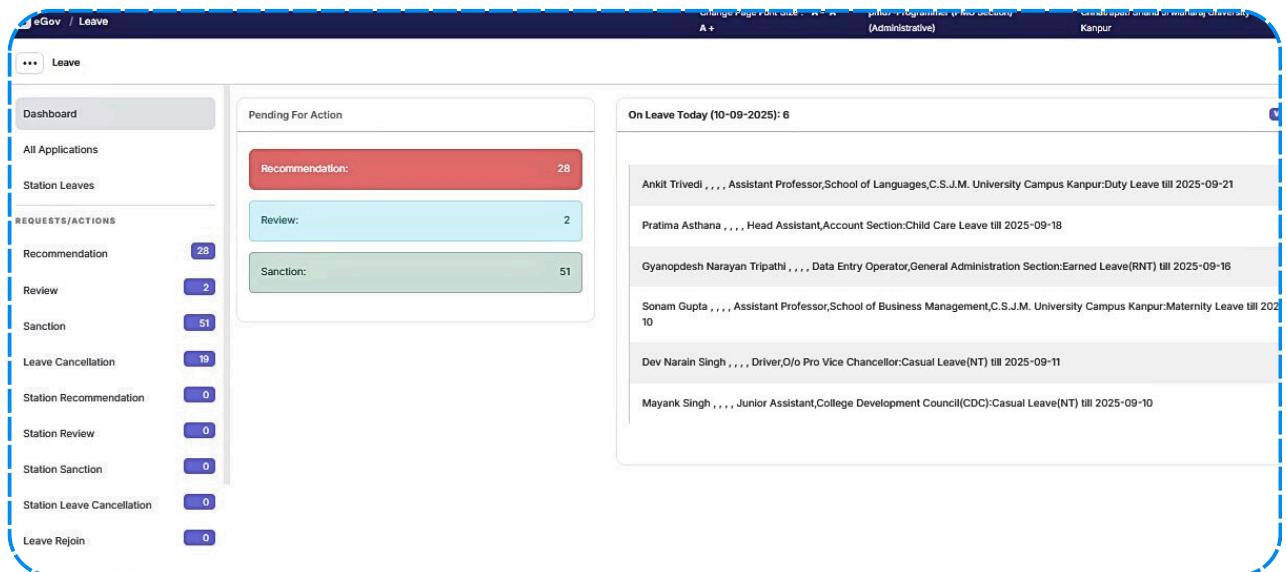 eGov / Leave
Change Page Font Size : A - A
A +
(Administrative)
Kanpur
••• Leave
Dashboard
All Applications
Station Leaves
REQUESTS/ACTIONS
Recommendation 28
Review 2
Sanction 51
Leave Cancellation 19
Station Recommendation 0
Station Review 0
Station Sanction 0
Station Leave Cancellation 0
Leave Rejoin 0
Pending For Action
Recommendation: 28
Review: 2
Sanction: 51
On Leave Today (10-09-2025): 6
Ankit Trivedi , , , , Assistant Professor,School of Languages,C.S.J.M. University Campus Kanpur:Duty Leave till 2025-09-21
Pratima Asthana , , , , Head Assistant,Account Section:Child Care Leave till 2025-09-18
Gyanopdesh Narayan Tripathi , , , , Data Entry Operator,General Administration Section:Earned Leave(RNT) till 2025-09-16
Sonam Gupta , , , , Assistant Professor,School of Business Management,C.S.J.M. University Campus Kanpur:Maternity Leave till 202
10
Dev Narain Singh , , , , Driver,O/o Pro Vice Chancellor:Casual Leave(NT) till 2025-09-11
Mayank Singh , , , , Junior Assistant,College Development Council(CDC):Casual Leave(NT) till 2025-09-10